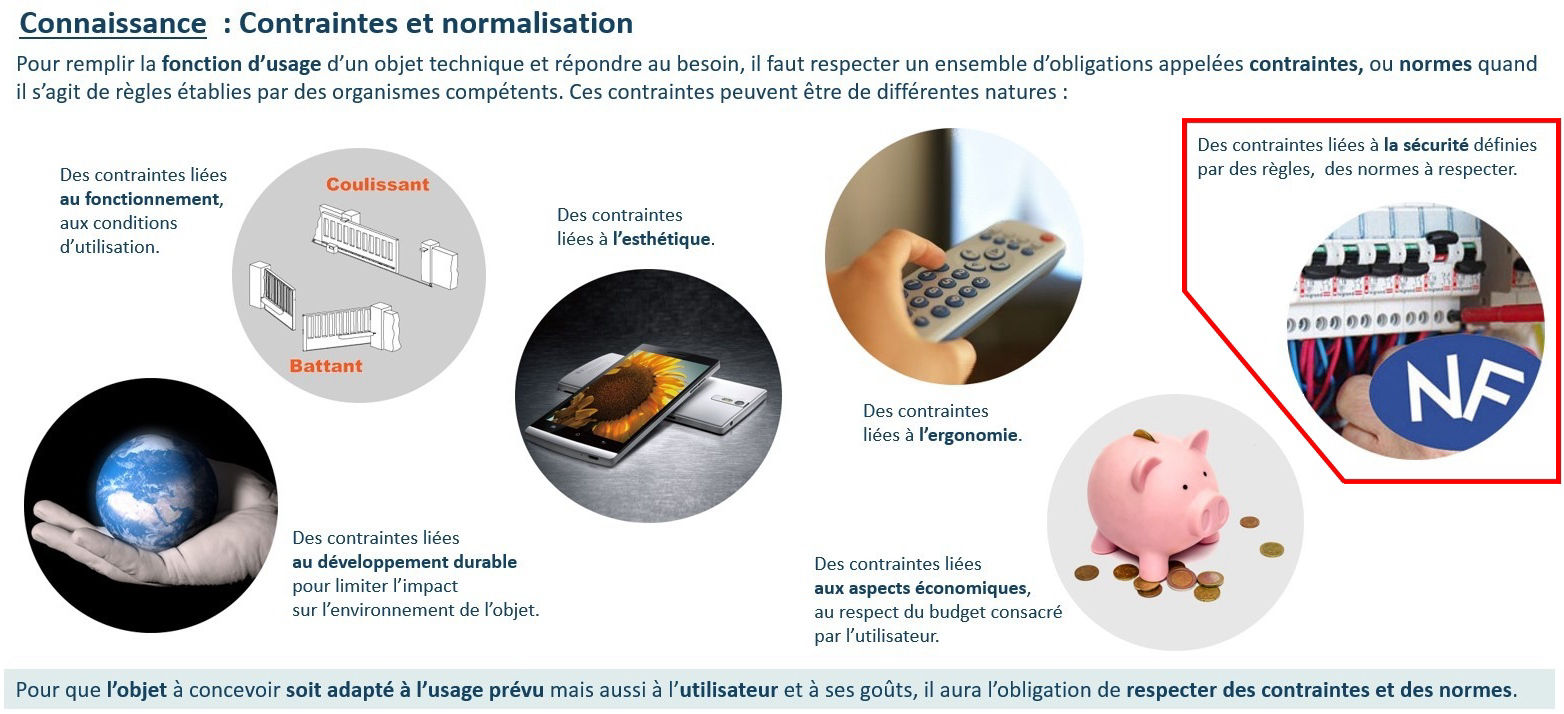 Connaissance : Contraintes et normalisation
Pour remplir la fonction d’usage d’un objet technique et répondre au besoin, il faut respecter un ensemble d’obligations appelées contraintes, ou normes quand
il s’agit de règles établies par des organismes compétents. Ces contraintes peuvent être de différentes natures :
Des contraintes liées
au fonctionnement,
aux conditions
d’utilisation.
Coulissant
Battant
Des contraintes
liées à l’esthétique.
Des contraintes liées à la sécurité définies
par des règles, des normes à respecter.
NF
Des contraintes
liées à l’ergonomie.
Des contraintes liées
au développement durable
pour limiter l’impact
sur l’environnement de l’objet.
Des contraintes liées
aux aspects économiques,
au respect du budget consacré
par l’utilisateur.
Pour que l’objet à concevoir soit adapté à l’usage prévu mais aussi à l’utilisateur et à ses goûts, il aura l’obligation de respecter des contraintes et des normes.